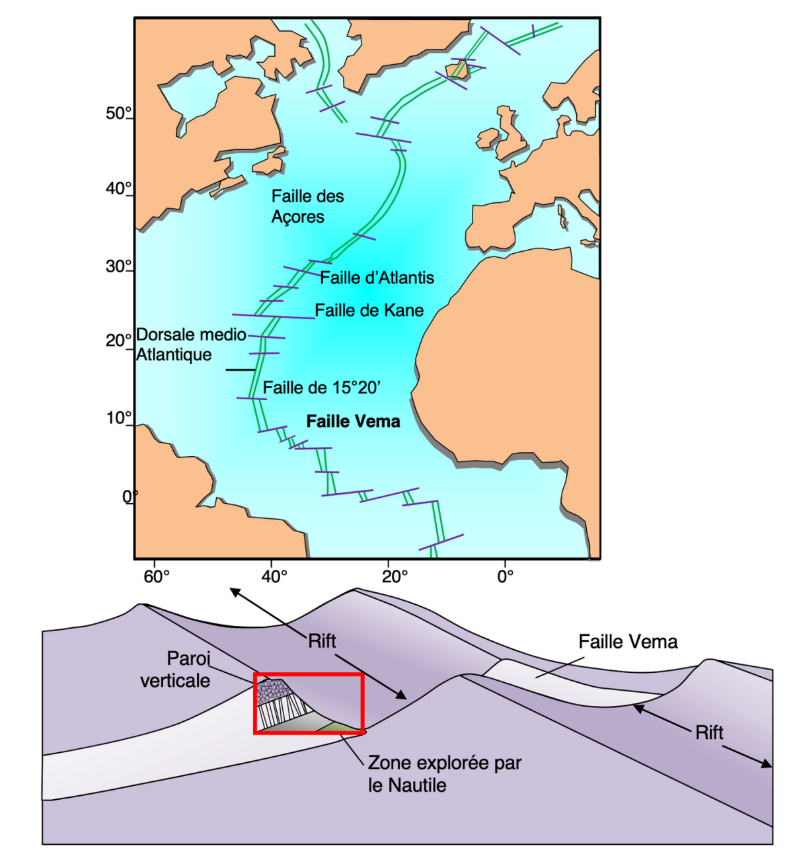 50°
40°
30°
20°
10°
0°
Faille des
Açores
Faille d'Atlantis
Faille de Kane
Dorsale medio
Atlantique
Faille de 15°20'
Faille Vema
60°
40°
20°
0°
Rift
Faille Vema
Paroi
verticale
Rift
Zone explorée par
le Nautile